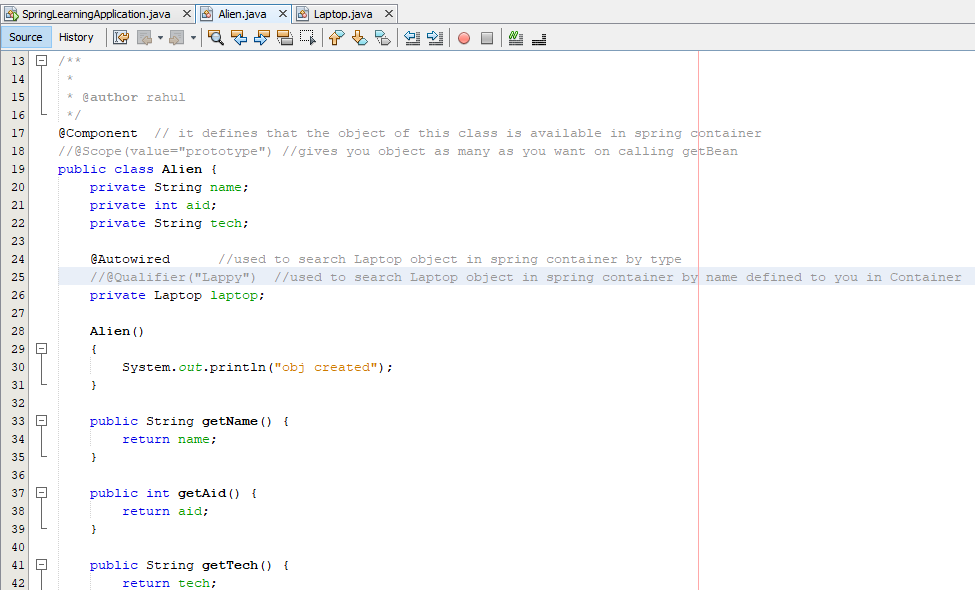 SpringLearningApplication.java Alien.java Laptop.java
Source History
13 /**
14 *
15 * @author rahul
16 */
17 @Component // it defines that the object of this class is available in spring container
18 //@Scope(value="prototype") //gives you object as many as you want on calling getBean
19 public class Alien {
20 private String name;
21 private int aid;
22 private String tech;
23
24 @Autowired //used to search Laptop object in spring container by type
25 //@Qualifier("Lappy") //used to search Laptop object in spring container by name defined to you in Container
26 private Laptop laptop;
27
28 Alien()
29 {
30 System.out.println("obj created");
31 }
32
33 public String getName() {
34 return name;
35 }
36
37 public int getAid() {
38 return aid;
39 }
40
41 public String getTech() {
42 return tech;